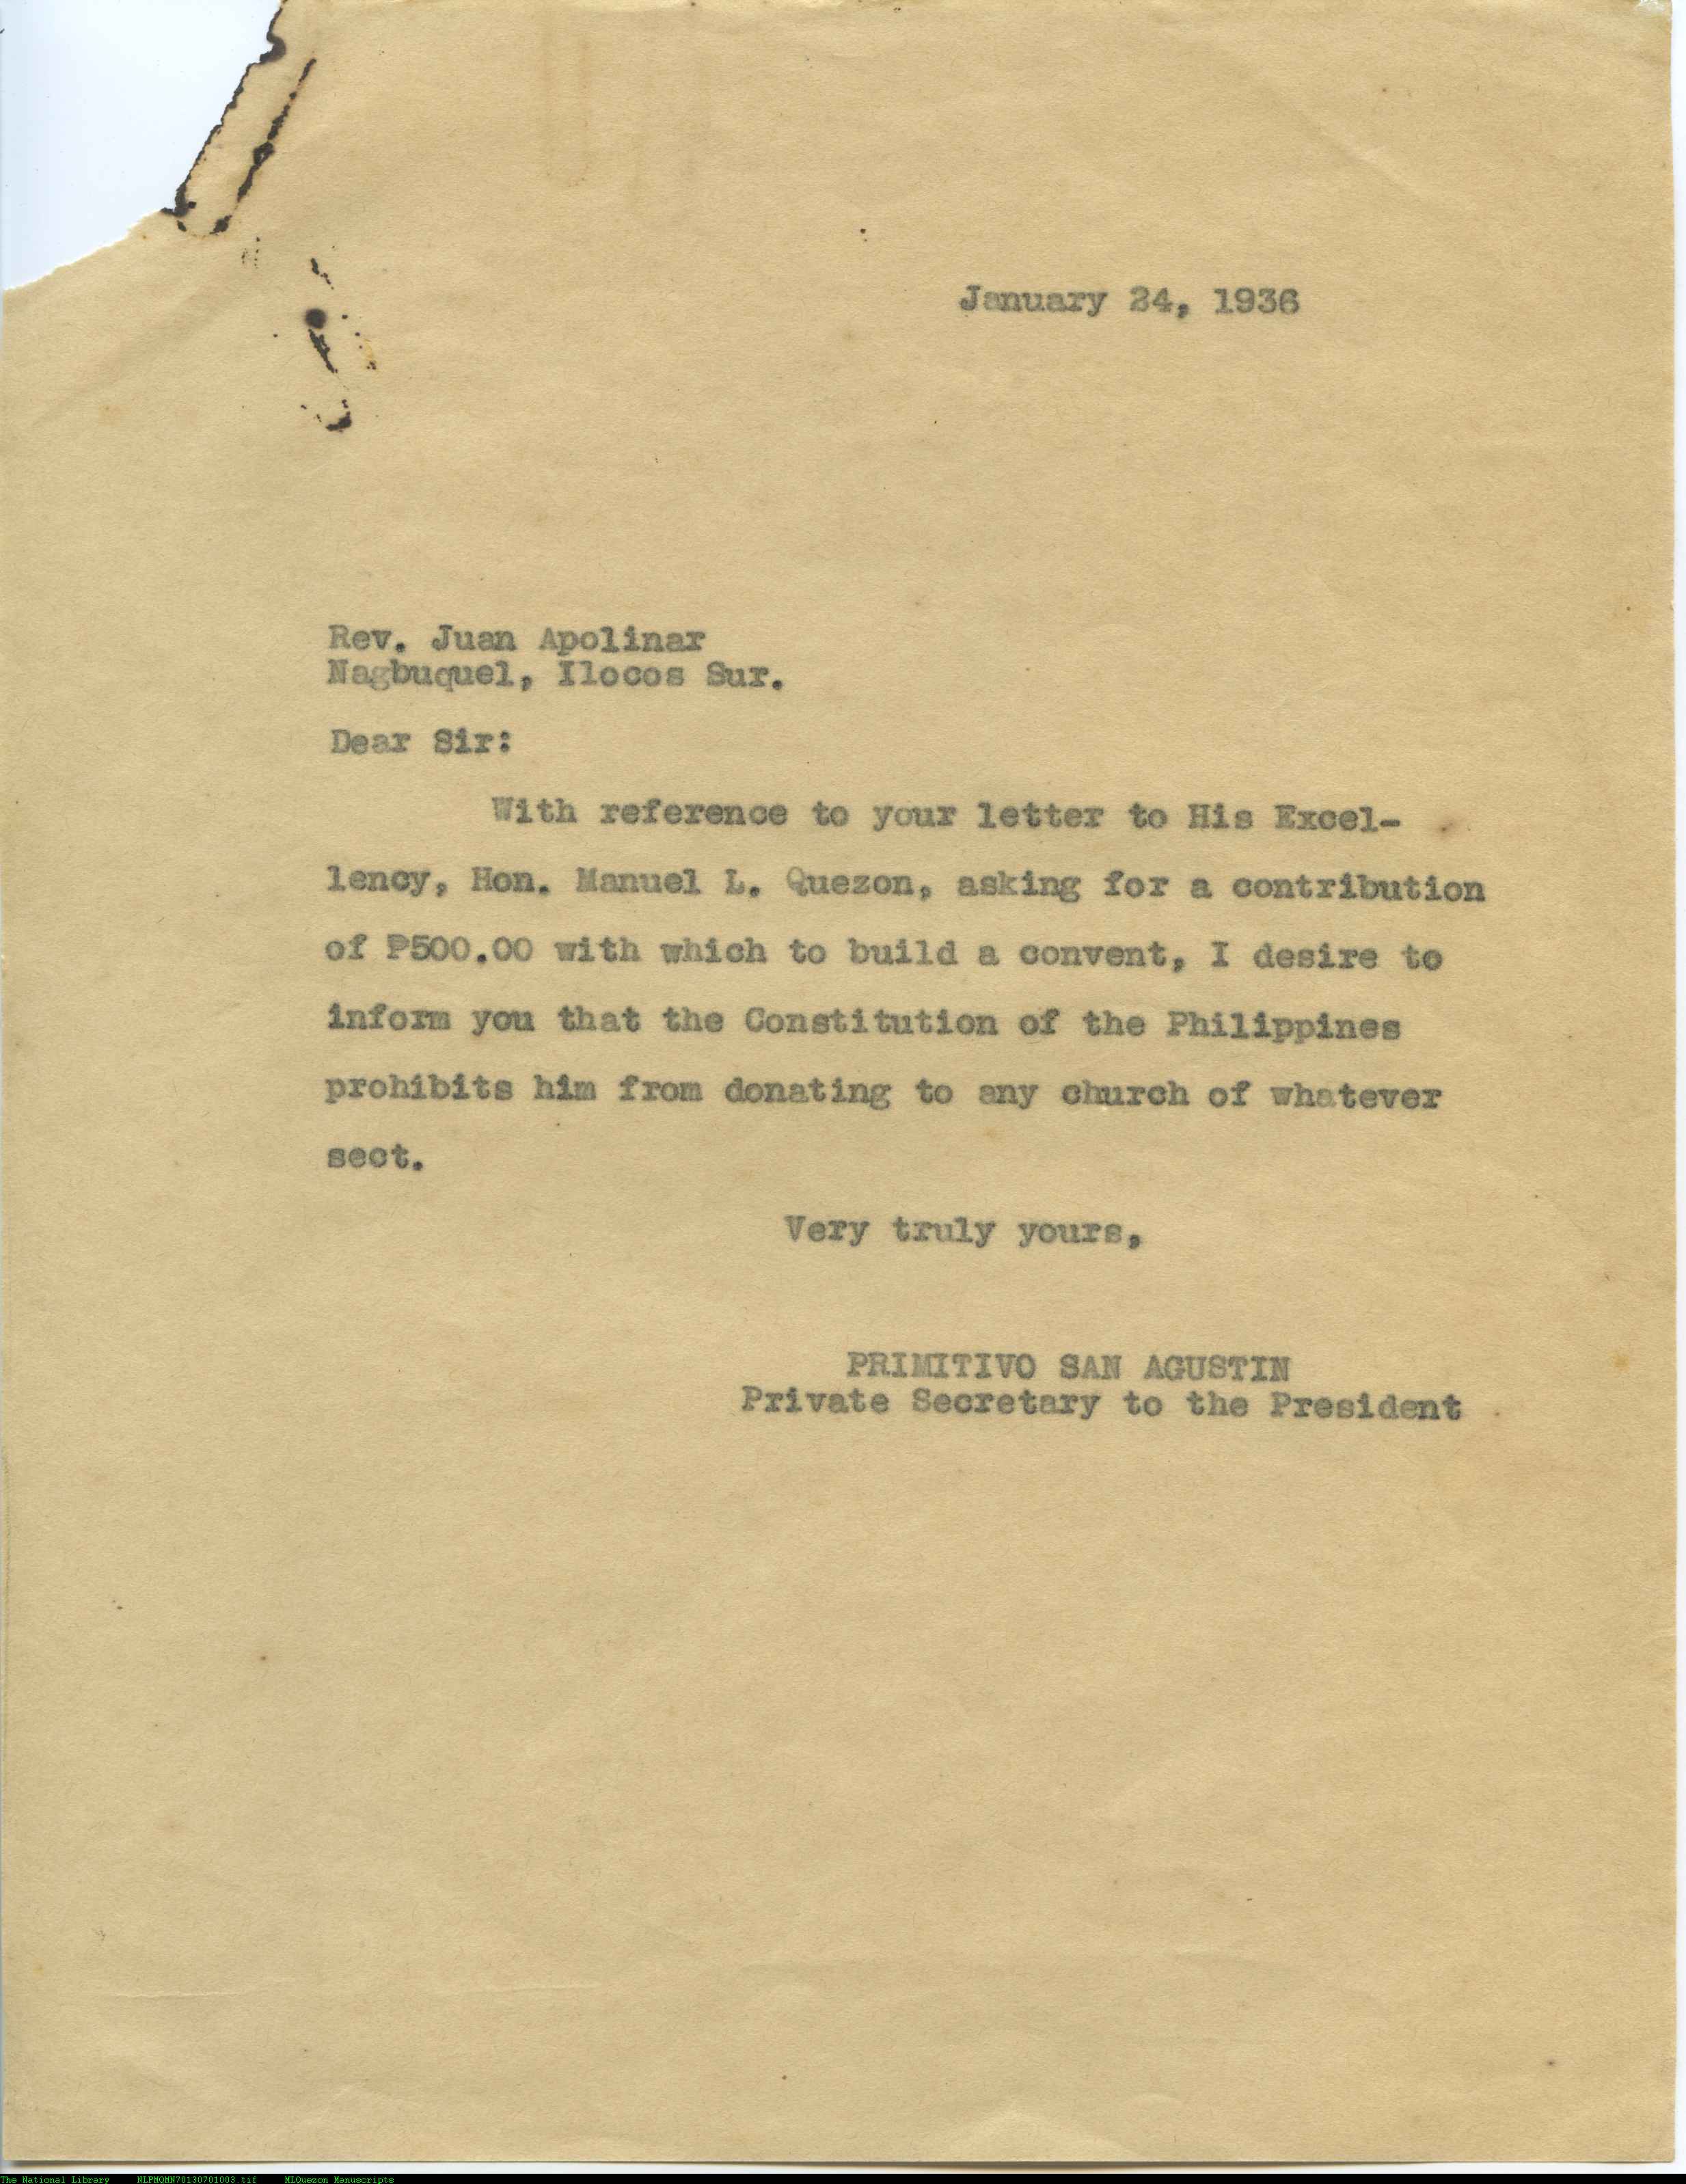 January 24, 1936
Rev. Juan Apolinar
Nagbuquel, Ilocos Sur.
Dear Sir:
With reference to your letter to His Excel-
lency, Hon. Manuel L. Quezon, asking for a contribution
of ₱500.00 with which to build a convent, I desire to
inform you that the Constitution of the Philippines
prohibits him from donating to any church of whatever
sect.
Very truly yours,
PRIMITIVO SAN AGUSTIN
Private Secretary to the President
The National Library NLPMQMN70130701003.tif MLQuezon Manuscripts